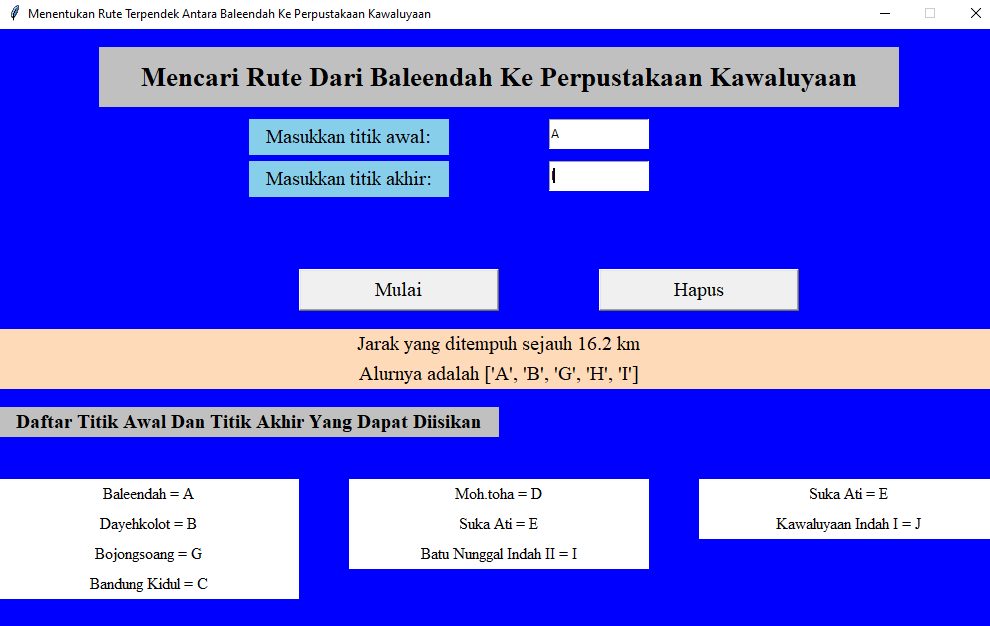 Menentukan Rute Terpendek Antara Baleendah Ke Perpustakaan Kawaluyaan
Mencari Rute Dari Baleendah Ke Perpustakaan Kawaluyaan
Masukkan titik awal:
A
Masukkan titik akhir:
Mulai
Hapus
Jarak yang ditempuh sejauh 16.2 km
Alurnya adalah ['A', 'B', 'G', 'H', 'I']
Daftar Titik Awal Dan Titik Akhir Yang Dapat Diisikan
Baleendah = A
Dayehkolot = B
Bojongsoang = G
Bandung Kidul = C
Moh.toha = D
Suka Ati = E
Batu Nunggal Indah II = I
Suka Ati = E
Kawaluyaan Indah I = J